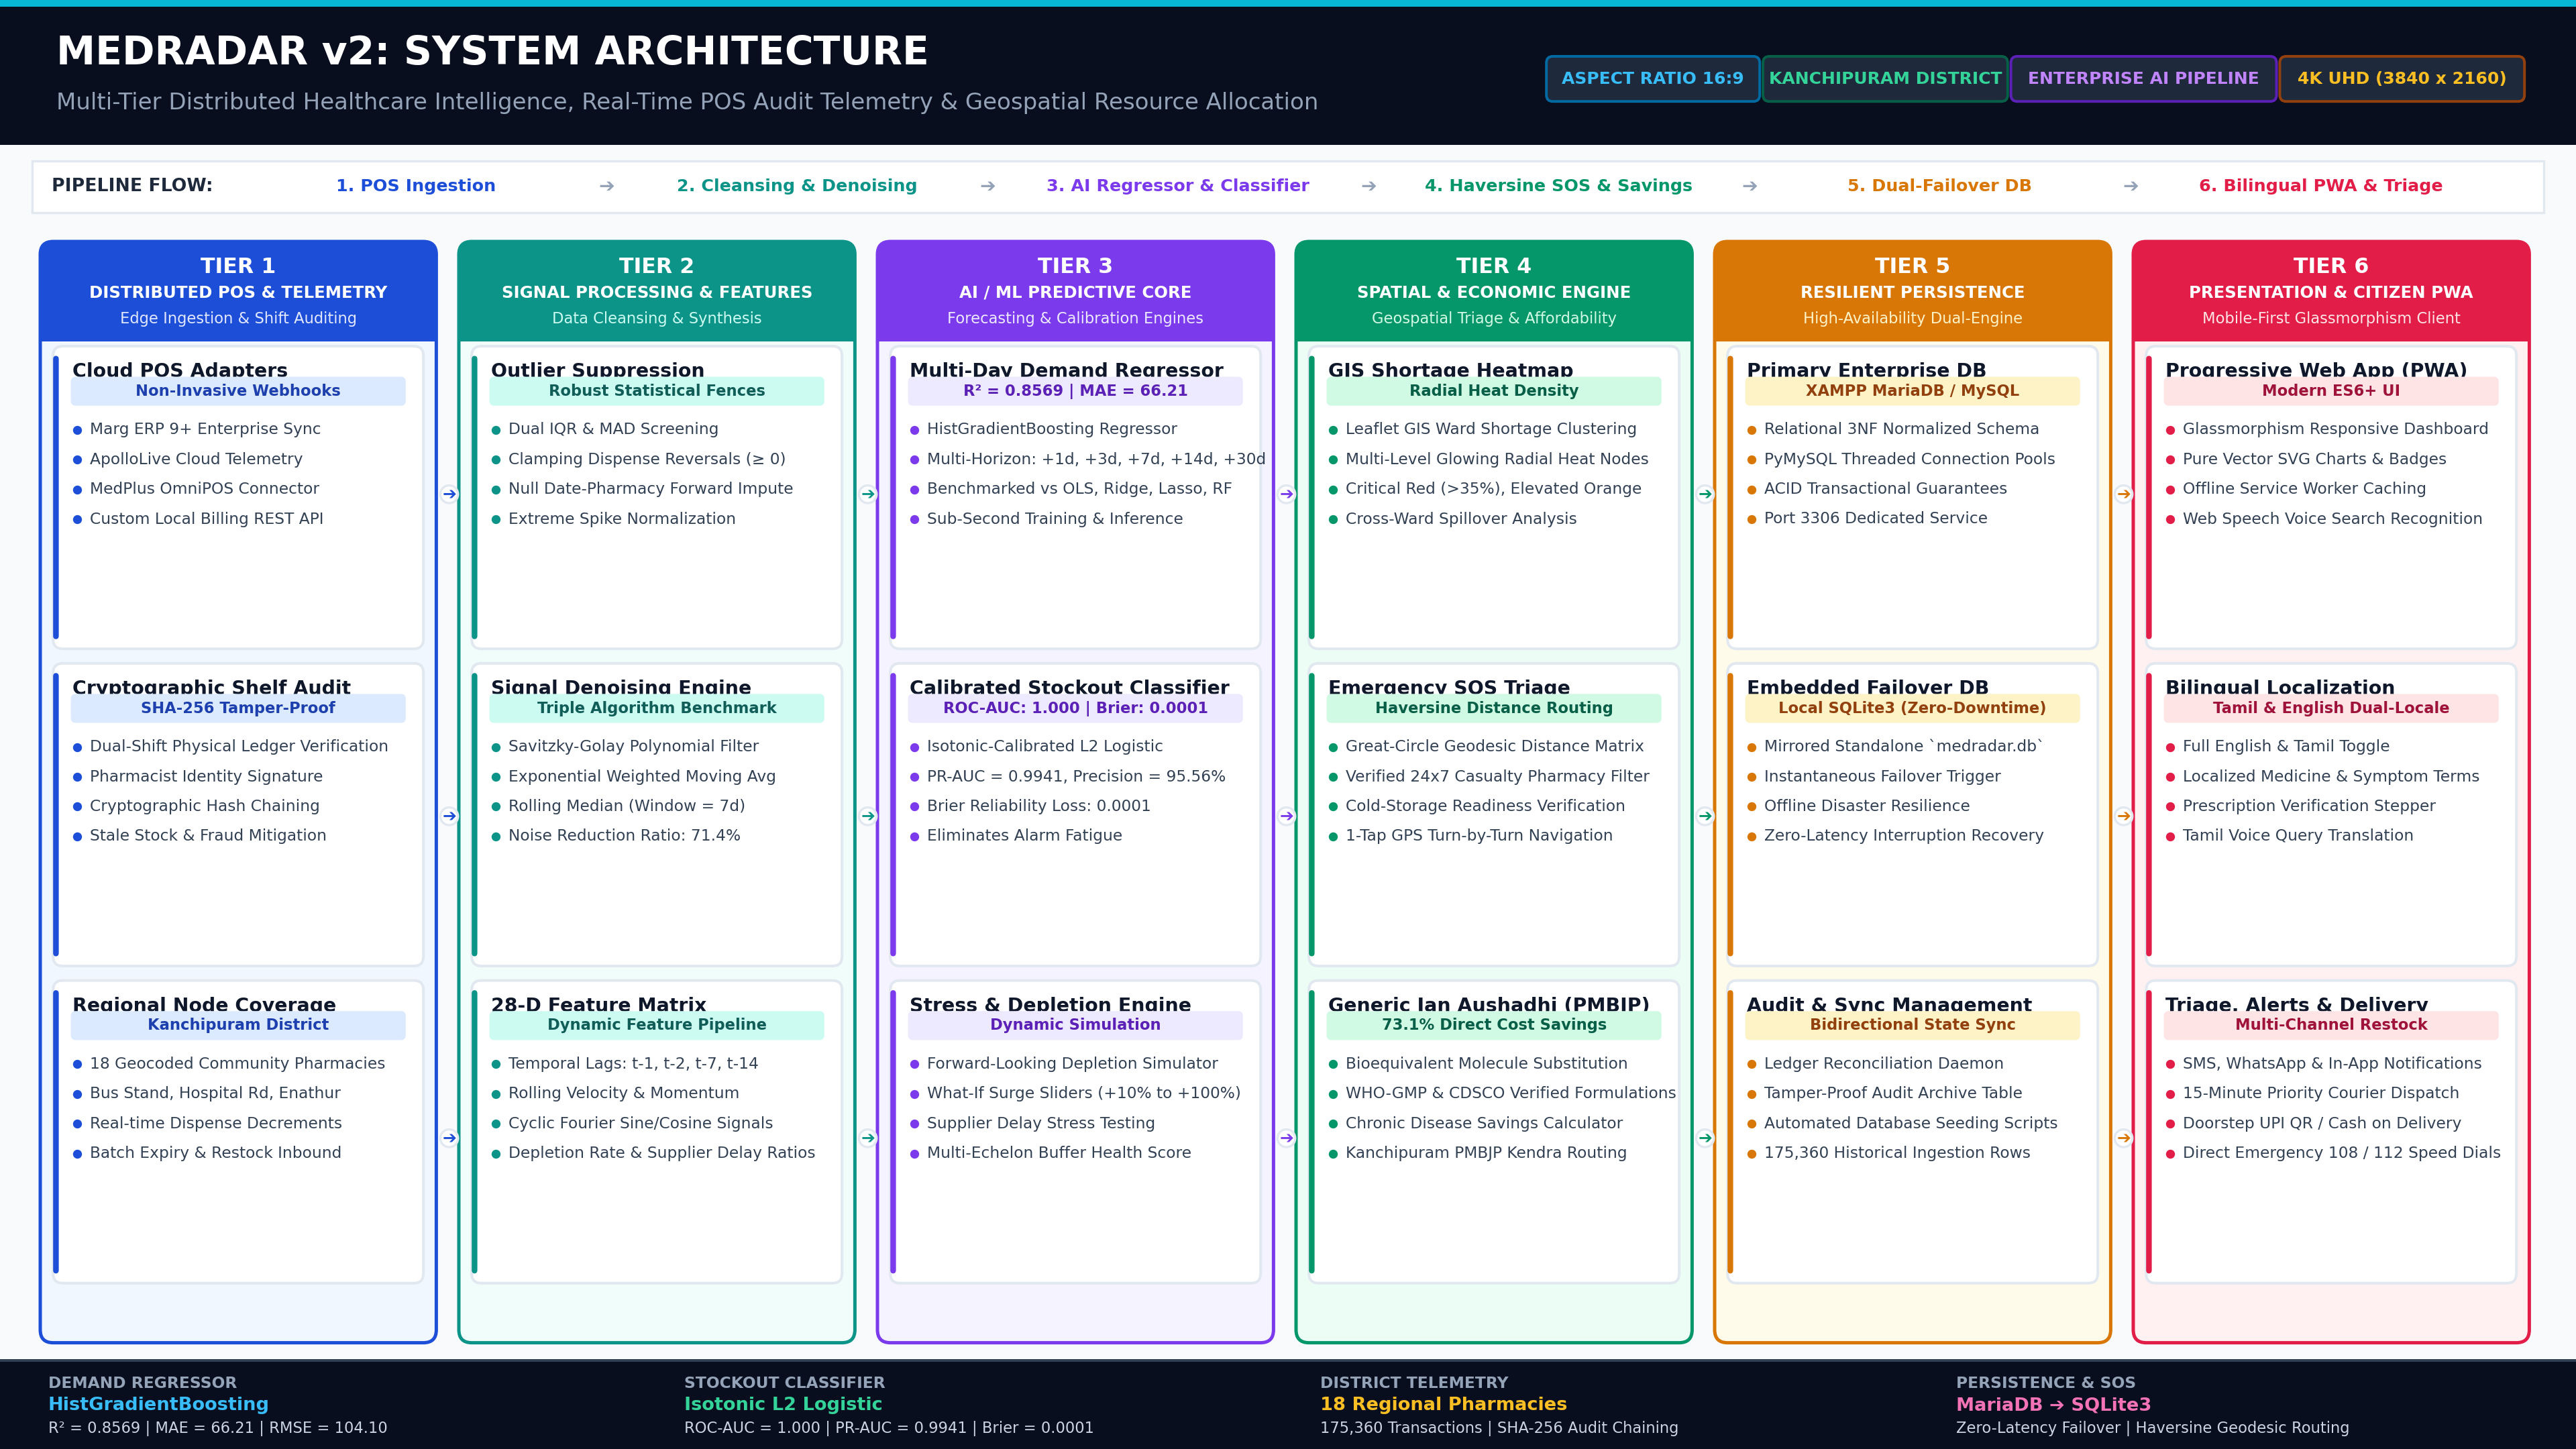 MEDRADAR v2: SYSTEM ARCHITECTURE
Multi-Tier Distributed Healthcare Intelligence, Real-Time POS Audit Telemetry & Geospatial Resource Allocation
ASPECT RATIO 16:9
KANCHIPURAM DISTRICT
ENTERPRISE AI PIPELINE
4K UHD (3840 x 2160)
PIPELINE FLOW: 1. POS Ingestion → 2. Cleansing & Denoising → 3. AI Regressor & Classifier → 4. Haversine SOS & Savings → 5. Dual-Failover DB → 6. Bilingual PWA & Triage
TIER 1
DISTRIBUTED POS & TELEMETRY
Edge Ingestion & Shift Auditing
Cloud POS Adapters
Non-Invasive Webhooks
● Marg ERP 9+ Enterprise Sync
● ApolloLive Cloud Telemetry
● MedPlus OmniPOS Connector
● Custom Local Billing REST API
Cryptographic Shelf Audit
SHA-256 Tamper-Proof
● Dual-Shift Physical Ledger Verification
● Pharmacist Identity Signature
● Cryptographic Hash Chaining
● Stale Stock & Fraud Mitigation
Regional Node Coverage
Kanchipuram District
● 18 Geocoded Community Pharmacies
● Bus Stand, Hospital Rd, Enathur
● Real-time Dispense Decrements
● Batch Expiry & Restock Inbound
TIER 2
SIGNAL PROCESSING & FEATURES
Data Cleansing & Synthesis
Outlier Suppression
Robust Statistical Fences
● Dual IQR & MAD Screening
● Clamping Dispense Reversals (≥ 0)
● Null Date-Pharmacy Forward Impute
● Extreme Spike Normalization
Signal Denoising Engine
Triple Algorithm Benchmark
● Savitzky-Golay Polynomial Filter
● Exponential Weighted Moving Avg
● Rolling Median (Window = 7d)
● Noise Reduction Ratio: 71.4%
28-D Feature Matrix
Dynamic Feature Pipeline
● Temporal Lags: t-1, t-2, t-7, t-14
● Rolling Velocity & Momentum
● Cyclic Fourier Sine/Cosine Signals
● Depletion Rate & Supplier Delay Ratios
TIER 3
AI / ML PREDICTIVE CORE
Forecasting & Calibration Engines
Multi-Day Demand Regressor
R² = 0.8569 | MAE = 66.21
● HistGradientBoosting Regressor
● Multi-Horizon: +1d, +3d, +7d, +14d, +30d
● Benchmarked vs OLS, Ridge, Lasso, RF
● Sub-Second Training & Inference
Calibrated Stockout Classifier
ROC-AUC: 1.000 | Brier: 0.0001
● Isotonic-Calibrated L2 Logistic
● PR-AUC = 0.9941, Precision = 95.56%
● Brier Reliability Loss: 0.0001
● Eliminates Alarm Fatigue
Stress & Depletion Engine
Dynamic Simulation
● Forward-Looking Depletion Simulator
● What-If Surge Sliders (+10% to +100%)
● Supplier Delay Stress Testing
● Multi-Echelon Buffer Health Score
TIER 4
SPATIAL & ECONOMIC ENGINE
Geospatial Triage & Affordability
GIS Shortage Heatmap
Radial Heat Density
● Leaflet GIS Ward Shortage Clustering
● Multi-Level Glowing Radial Heat Nodes
● Critical Red (>35%), Elevated Orange
● Cross-Ward Spillover Analysis
Emergency SOS Triage
Haversine Distance Routing
● Great-Circle Geodesic Distance Matrix
● Verified 24x7 Casualty Pharmacy Filter
● Cold-Storage Readiness Verification
● 1-Tap GPS Turn-by-Turn Navigation
Generic Jan Aushadhi (PMBJP)
73.1% Direct Cost Savings
● Bioequivalent Molecule Substitution
● WHO-GMP & CDSCO Verified Formulations
● Chronic Disease Savings Calculator
● Kanchipuram PMBJP Kendra Routing
TIER 5
RESILIENT PERSISTENCE
High-Availability Dual-Engine
Primary Enterprise DB
XAMPP MariaDB / MySQL
● Relational 3NF Normalized Schema
● PyMySQL Threaded Connection Pools
● ACID Transactional Guarantees
● Port 3306 Dedicated Service
Embedded Failover DB
Local SQLite3 (Zero-Downtime)
● Mirrored Standalone `medradar.db`
● Instantaneous Failover Trigger
● Offline Disaster Resilience
● Zero-Latency Interruption Recovery
Audit & Sync Management
Bidirectional State Sync
● Ledger Reconciliation Daemon
● Tamper-Proof Audit Archive Table
● Automated Database Seeding Scripts
● 175,360 Historical Ingestion Rows
TIER 6
PRESENTATION & CITIZEN PWA
Mobile-First Glassmorphism Client
Progressive Web App (PWA)
Modern ES6+ UI
● Glassmorphism Responsive Dashboard
● Pure Vector SVG Charts & Badges
● Offline Service Worker Caching
● Web Speech Voice Search Recognition
Bilingual Localization
Tamil & English Dual-Locale
● Full English & Tamil Toggle
● Localized Medicine & Symptom Terms
● Prescription Verification Stepper
● Tamil Voice Query Translation
Triage, Alerts & Delivery
Multi-Channel Restock
● SMS, WhatsApp & In-App Notifications
● 15-Minute Priority Courier Dispatch
● Doorstep UPI QR / Cash on Delivery
● Direct Emergency 108 / 112 Speed Dials
DEMAND REGRESSOR
HistGradientBoosting
R² = 0.8569 | MAE = 66.21 | RMSE = 104.10
STOCKOUT CLASSIFIER
Isotonic L2 Logistic
ROC-AUC = 1.000 | PR-AUC = 0.9941 | Brier = 0.0001
DISTRICT TELEMETRY
18 Regional Pharmacies
175,360 Transactions | SHA-256 Audit Chaining
PERSISTENCE & SOS
MariaDB → SQLite3
Zero-Latency Failover | Haversine Geodesic Routing